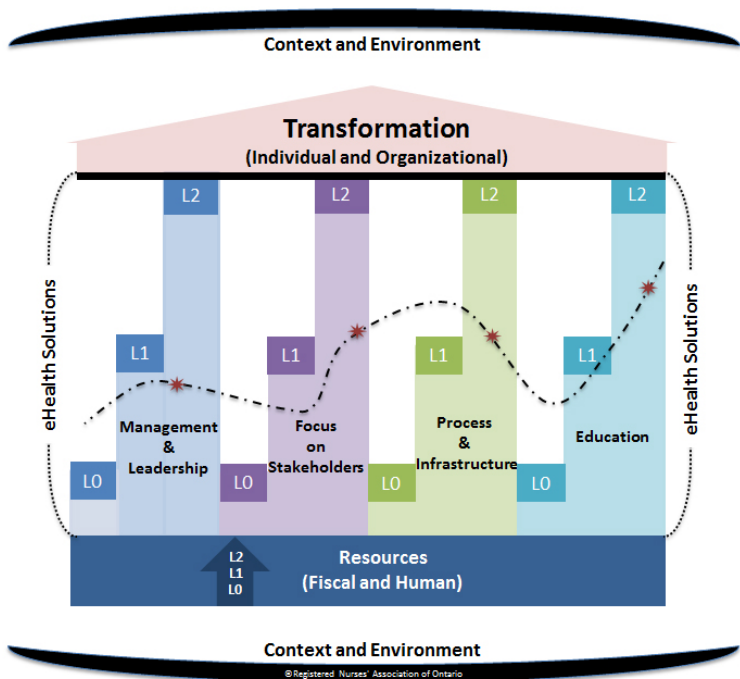 Context and Environment
Transformation
(Individual and Organizational)
L2
L2
L2
L2
eHealth Solutions
eHealth Solutions
L1
L1
L1
L1
Management
&
Leadership
Focus
on
Stakeholders
Process
&
Infrastructure
Education
L0
L0
L0
L0
L2
L1
L0
Resources
(Fiscal and Human)
Context and Environment
©Registered Nurses' Association of Ontario